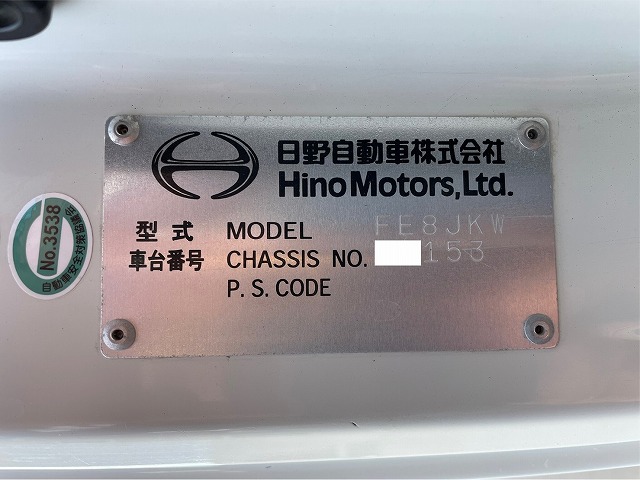 日野自動車株式会社
Hino Motors, Ltd.
型式 MODEL FE8JKW
車台番号 CHASSIS NO. 153
P. S. CODE
No.3538